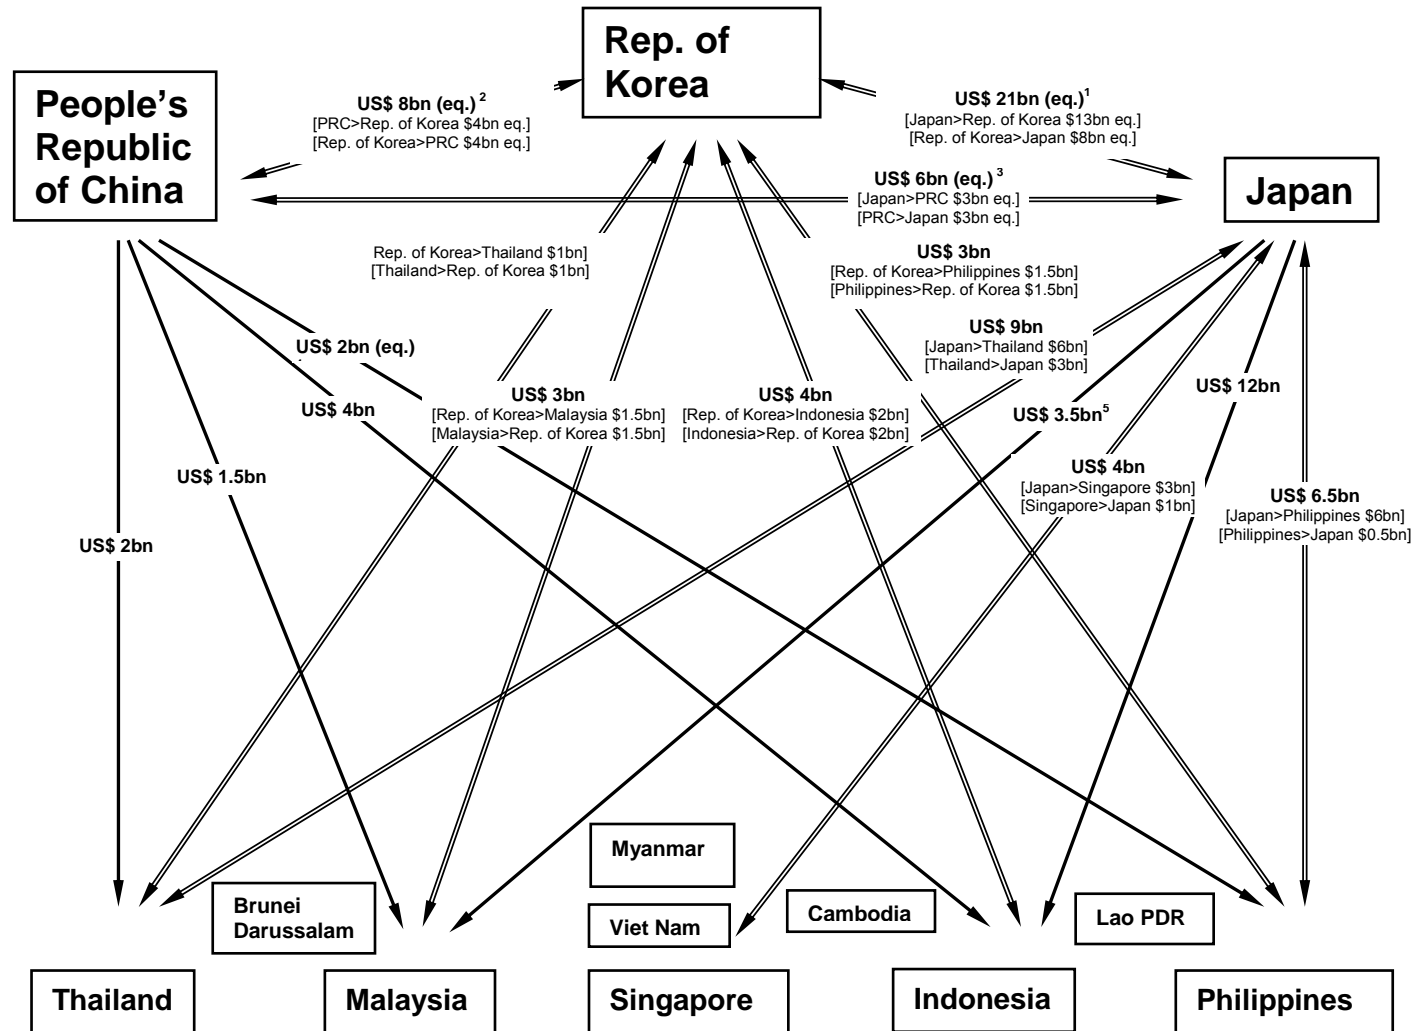 Rep. of
Korea
People's
Republic
of China
Japan
US$ 8bn (eq.) 2
[PRC>Rep. of Korea $4bn eq.]
[Rep. of Korea>PRC $4bn eq.]
US$ 21bn (eq.)1
[Japan>Rep. of Korea $13bn eq.]
[Rep. of Korea>Japan $8bn eq.]
US$ 6bn (eq.) 3
[Japan>PRC $3bn eq.]
[PRC>Japan $3bn eq.]
Rep. of Korea>Thailand $1bn]
[Thailand>Rep. of Korea $1bn]
US$ 3bn
[Rep. of Korea>Philippines $1.5bn]
[Philippines>Rep. of Korea $1.5bn]
US$ 9bn
[Japan>Thailand $6bn]
[Thailand>Japan $3bn]
US$ 2bn (eq.)
US$ 4bn
US$ 3bn
[Rep. of Korea>Malaysia $1.5bn]
[Malaysia>Rep. of Korea $1.5bn]
US$ 4bn
[Rep. of Korea>Indonesia $2bn]
[Indonesia>Rep. of Korea $2bn]
US$ 3.5bn5
US$ 12bn
US$ 1.5bn
US$ 4bn
[Japan>Singapore $3bn]
[Singapore>Japan $1bn]
US$ 6.5bn
[Japan>Philippines $6bn]
[Philippines>Japan $0.5bn]
US$ 2bn
Myanmar
Brunei
Darussalam
Viet Nam
Cambodia
Lao PDR
Thailand
Malaysia
Singapore
Indonesia
Philippines